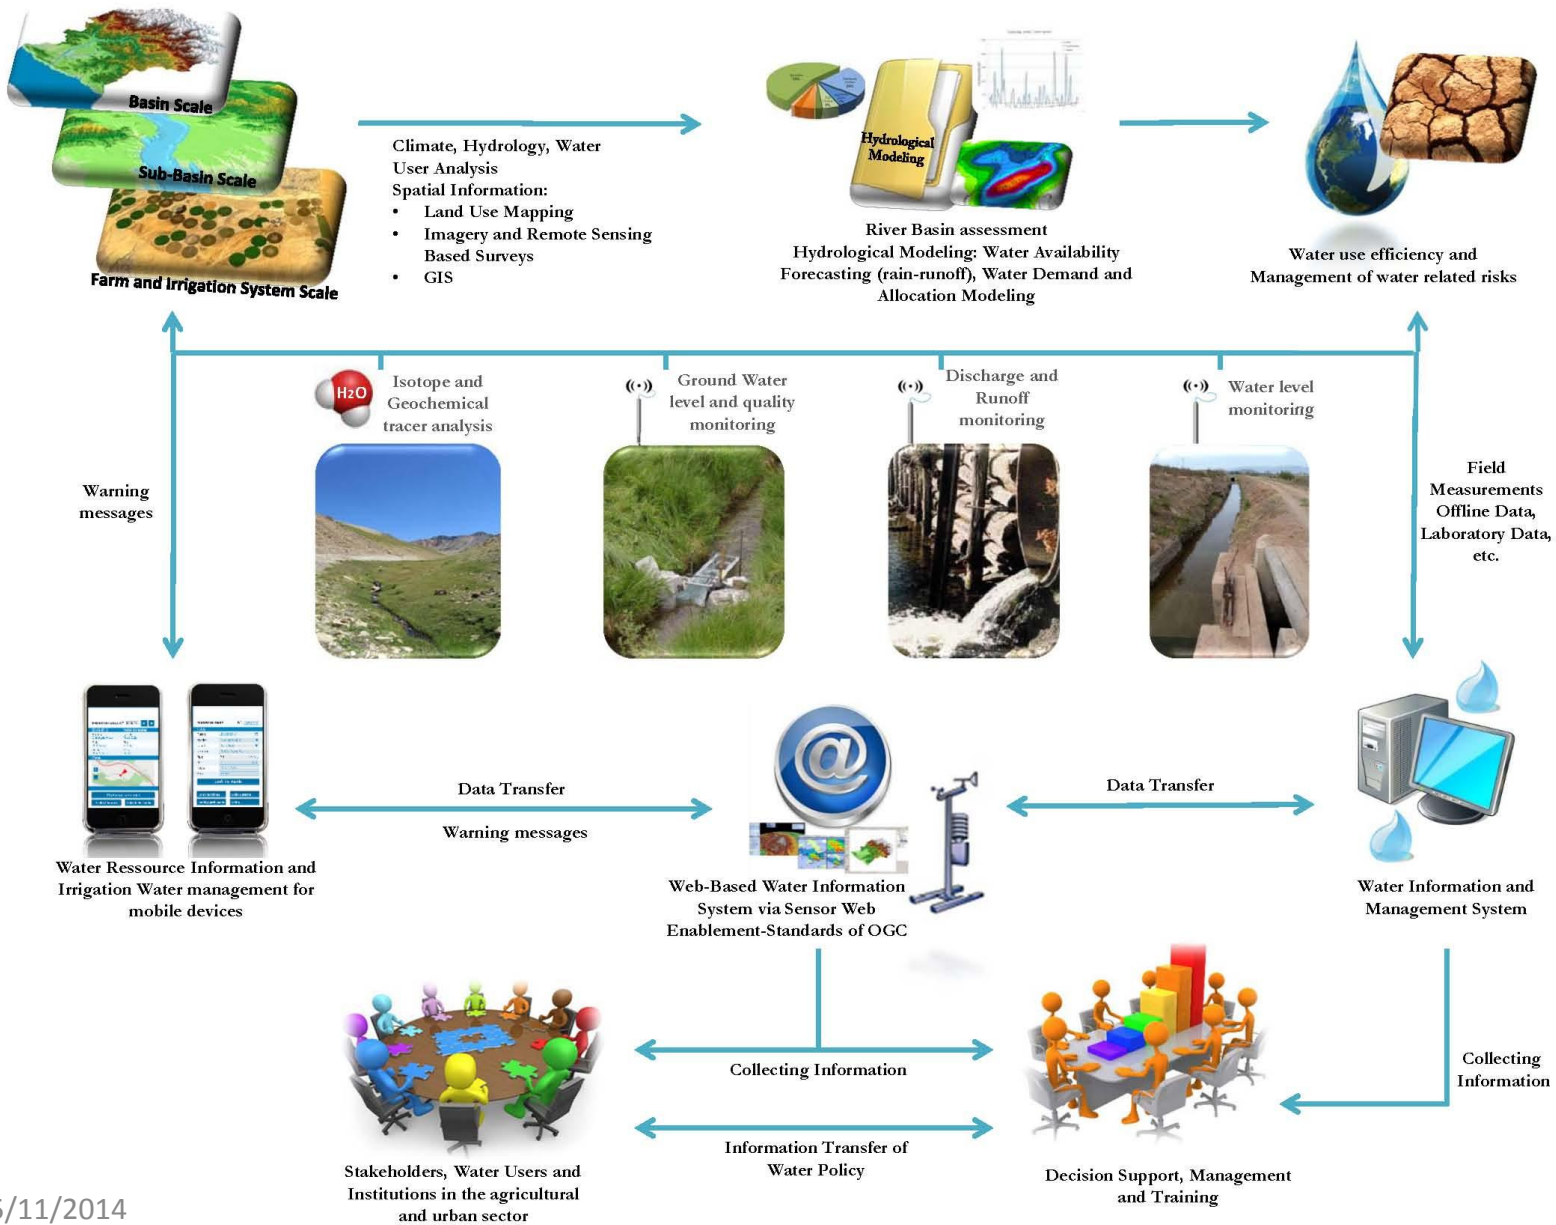 Basin Scale
Sub-Basin Scale
Farm and Irrigation System Scale
Climate, Hydrology, Water
User Analysis
Spatial Information:
• Land Use Mapping
• Imagery and Remote Sensing
Based Surveys
• GIS
Hydrological
Modeling
River Basin assessment
Hydrological Modeling: Water Availability
Forecasting (rain-runoff), Water Demand and
Allocation Modeling
Water use efficiency and
Management of water related risks
H2O
Isotope and
Geochemical
tracer analysis
Ground Water
level and quality
monitoring
Discharge and
Runoff
monitoring
Water level
monitoring
Warning
messages
Field
Measurements
Offline Data,
Laboratory Data,
etc.
Data Transfer
Warning messages
@
Data Transfer
Water Ressource Information and
Irrigation Water management for
mobile devices
Web-Based Water Information
System via Sensor Web
Enablement-Standards of OGC
Water Information and
Management System
Collecting Information
Collecting
Information
Information Transfer of
Water Policy
Stakeholders, Water Users and
Institutions in the agricultural
and urban sector
Decision Support, Management
and Training
/11/2014